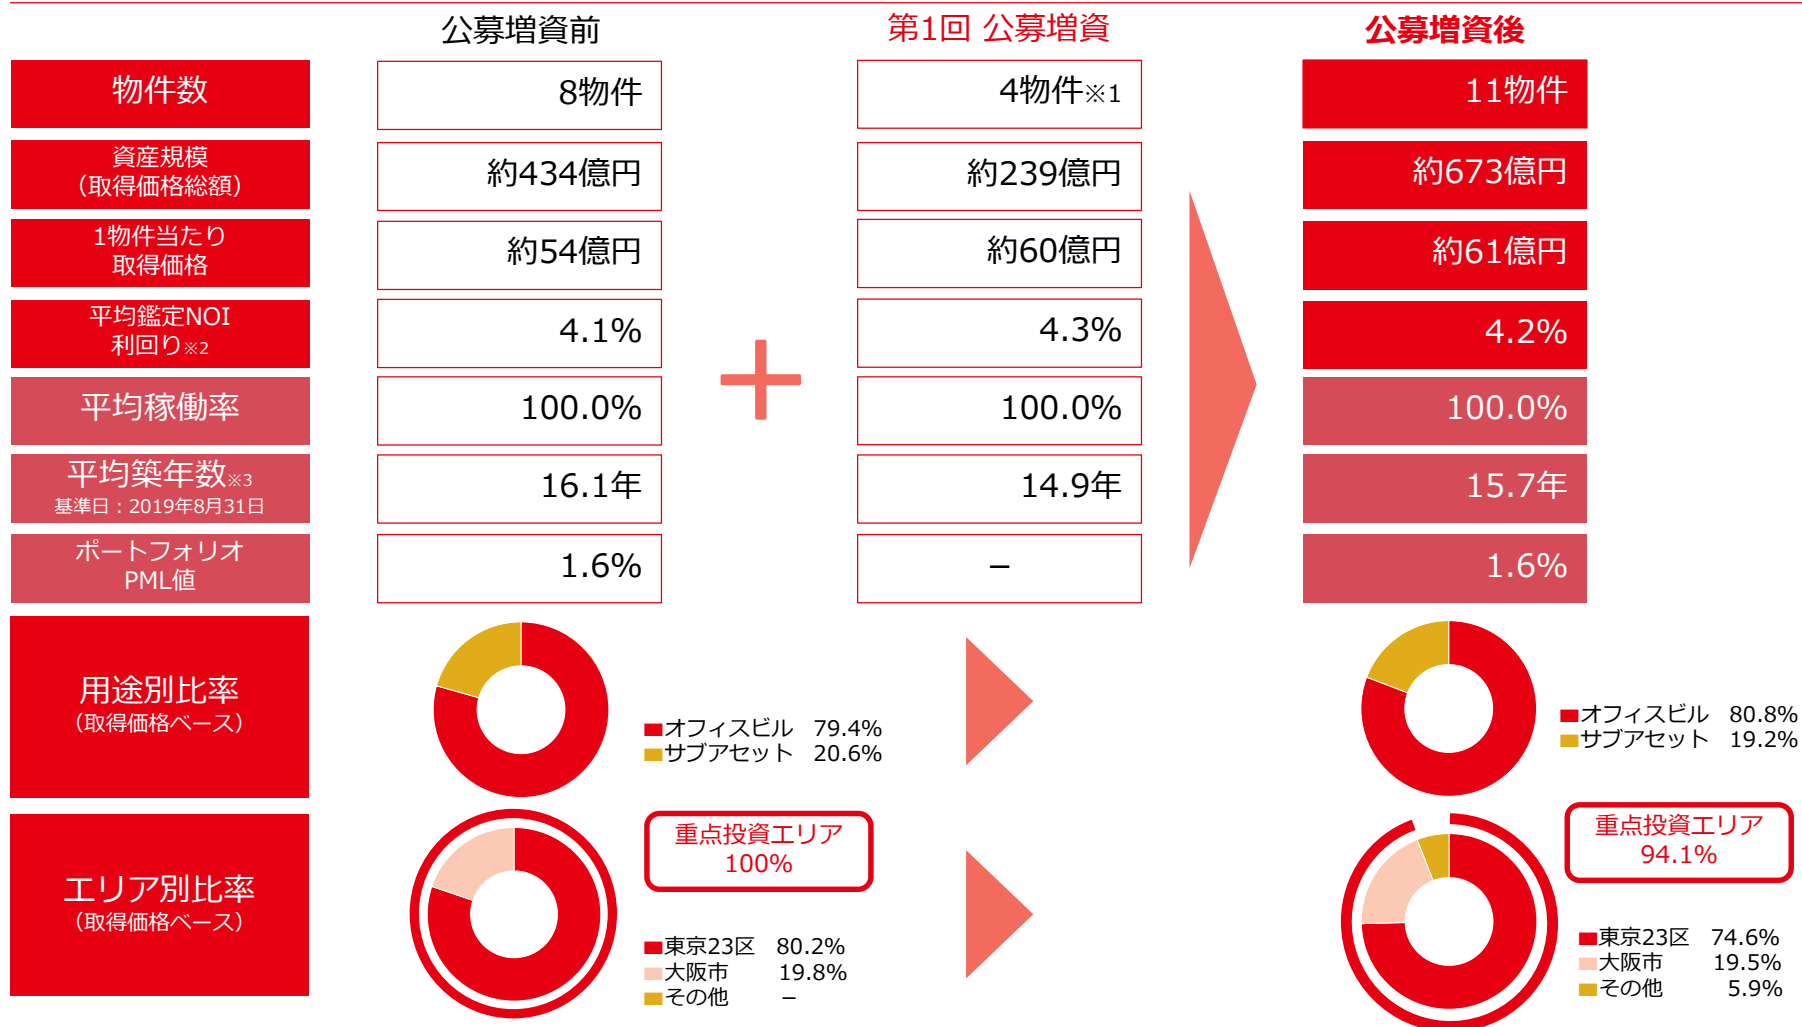 公募増資前
第1回 公募増資
公募増資後
物件数
8物件
4物件※1
11物件
資産規模
（取得価格総額）
約434億円
約239億円
約673億円
1物件当たり
取得価格
約54億円
約60億円
約61億円
平均鑑定NOI
利回り※2
4.1%
4.3%
4.2%
平均稼働率
100.0%
100.0%
100.0%
平均築年数※3
基準日：2019年8月31日
16.1年
14.9年
15.7年
ポートフォリオ
PML値
1.6%
－
1.6%
用途別比率
（取得価格ベース）
オフィスビル 79.4%
サブアセット 20.6%
オフィスビル 80.8%
サブアセット 19.2%
エリア別比率
（取得価格ベース）
重点投資エリア
100%
東京23区 80.2%
大阪市 19.8%
その他 －
重点投資エリア
94.1%
東京23区 74.6%
大阪市 19.5%
その他 5.9%